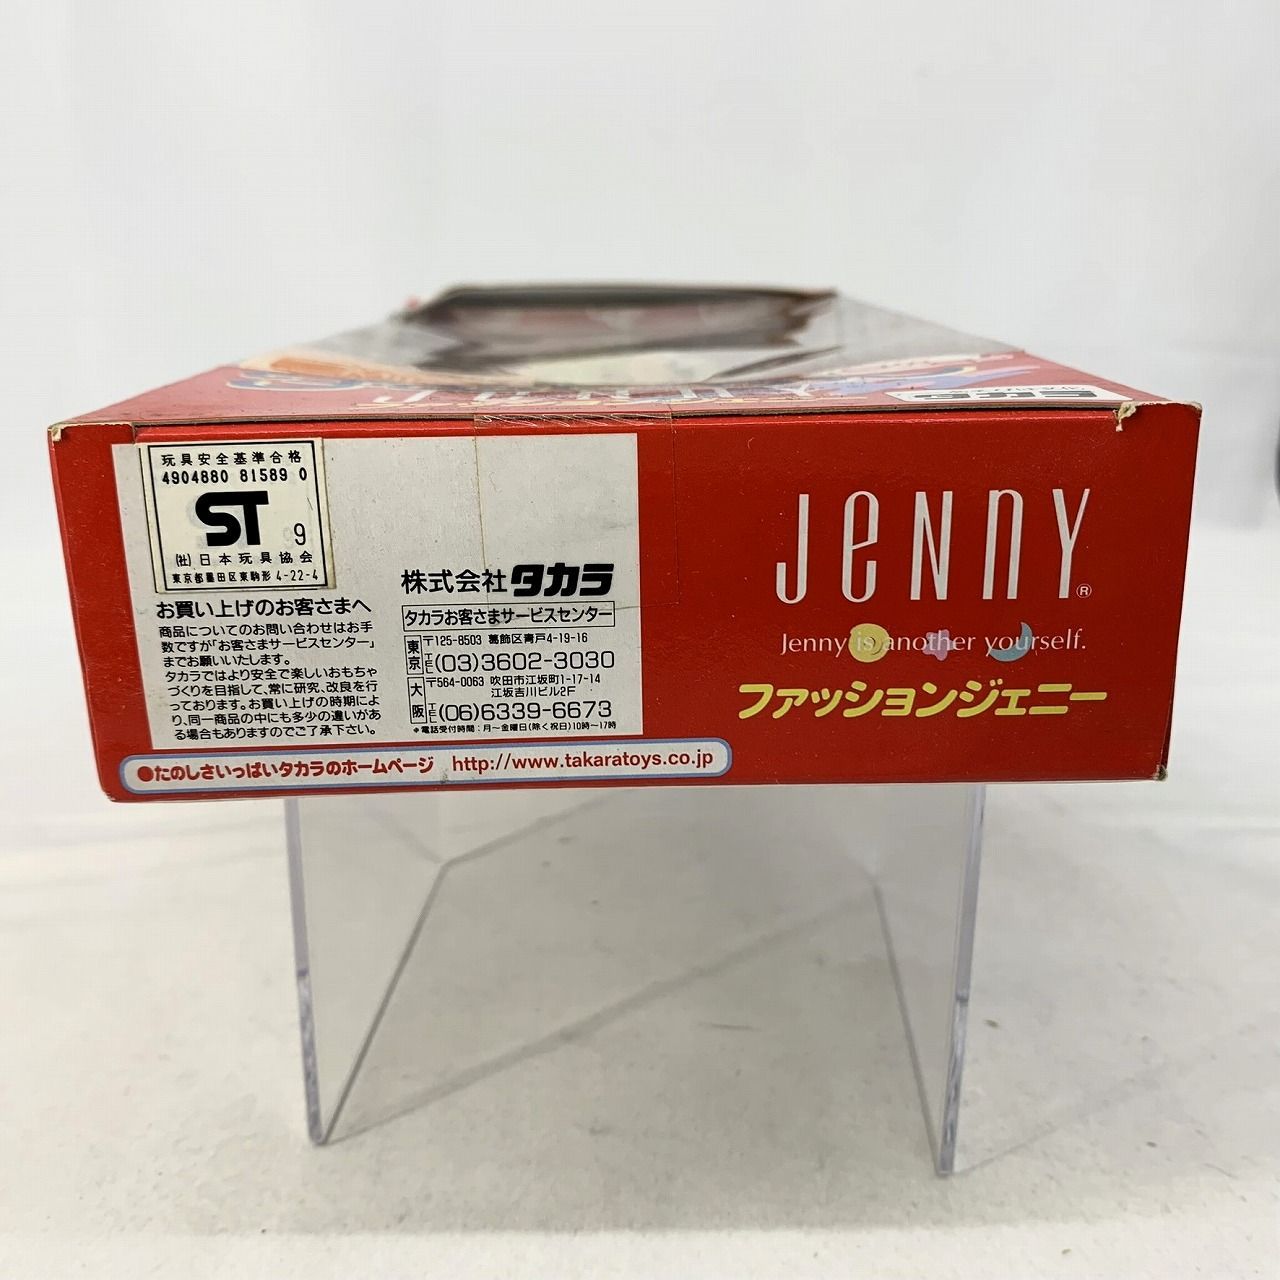 玩具安全基準合格
4904880 81589 0
ST 9
(社)日本玩具協会
東京都墨田区東駒形4-22-4
お買い上げのお客さまへ
商品についてのお問い合わせはお手
数ですが「お客さまサービスセンター」
までお願いいたします。
タカラではより安全で楽しいおもちゃ
づくりを目指して、常に研究、改良を行
っております。お買い上げの時期によ
り、同一商品の中にも多少の違いがあ
る場合もありますのでご了承下さい。
株式会社タカラ
タカラお客さまサービスセンター
東京 〒125-8503 葛飾区青戸4-19-16
TEL(03)3602-3030
大阪 〒564-0063 吹田市江坂町1-17-14
江坂吉川ビル2F
TEL(06)6339-6673
*電話受付時間:月〜金曜日(除く祝日)10時〜17時
●たのしさいっぱいタカラのホームページ http://www.takaratoys.co.jp
JeNNY®
Jenny is another yourself.
ファッションジェニー